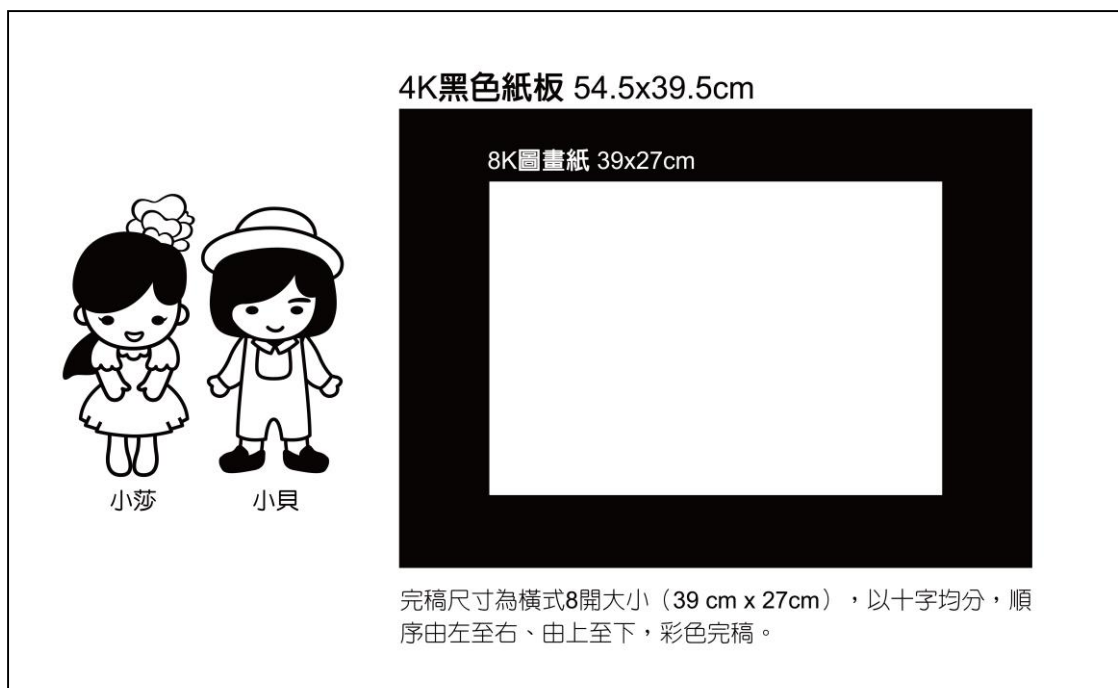 4K黑色紙板 54.5x39.5cm
8K圖畫紙 39x27cm
小莎
小貝
完稿尺寸為橫式8開大小（39 cm x 27cm），以十字均分，順
序由左至右、由上至下，彩色完稿。